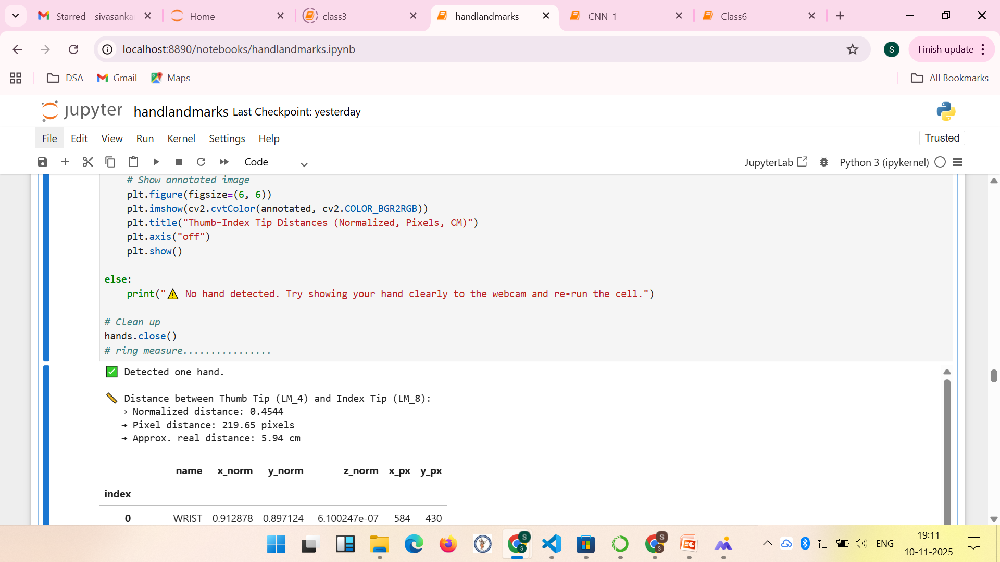 Starred - sivasanka
Home
class3
handlandmarks
CNN_1
Class6
localhost:8890/notebooks/handlandmarks.ipynb
S
Finish update
DSA
Gmail
Maps
All Bookmarks
jupyter
handlandmarks Last Checkpoint: yesterday
File Edit View Run Kernel Settings Help
Trusted
Code
JupyterLab
Python 3 (ipykernel)
# Show annotated image
plt.figure(figsize=(6, 6))
plt.imshow(cv2.cvtColor(annotated, cv2.COLOR_BGR2RGB))
plt.title("Thumb–Index Tip Distances (Normalized, Pixels, CM)")
plt.axis("off")
plt.show()
else:
print("⚠️ No hand detected. Try showing your hand clearly to the webcam and re-run the cell.")
# Clean up
hands.close()
# ring measure................
✅ Detected one hand.
📏 Distance between Thumb Tip (LM_4) and Index Tip (LM_8):
→ Normalized distance: 0.4544
→ Pixel distance: 219.65 pixels
→ Approx. real distance: 5.94 cm
name x_norm y_norm z_norm x_px y_px
index
0 WRIST 0.912878 0.897124 6.100247e-07 584 430
ENG
19:11
10-11-2025